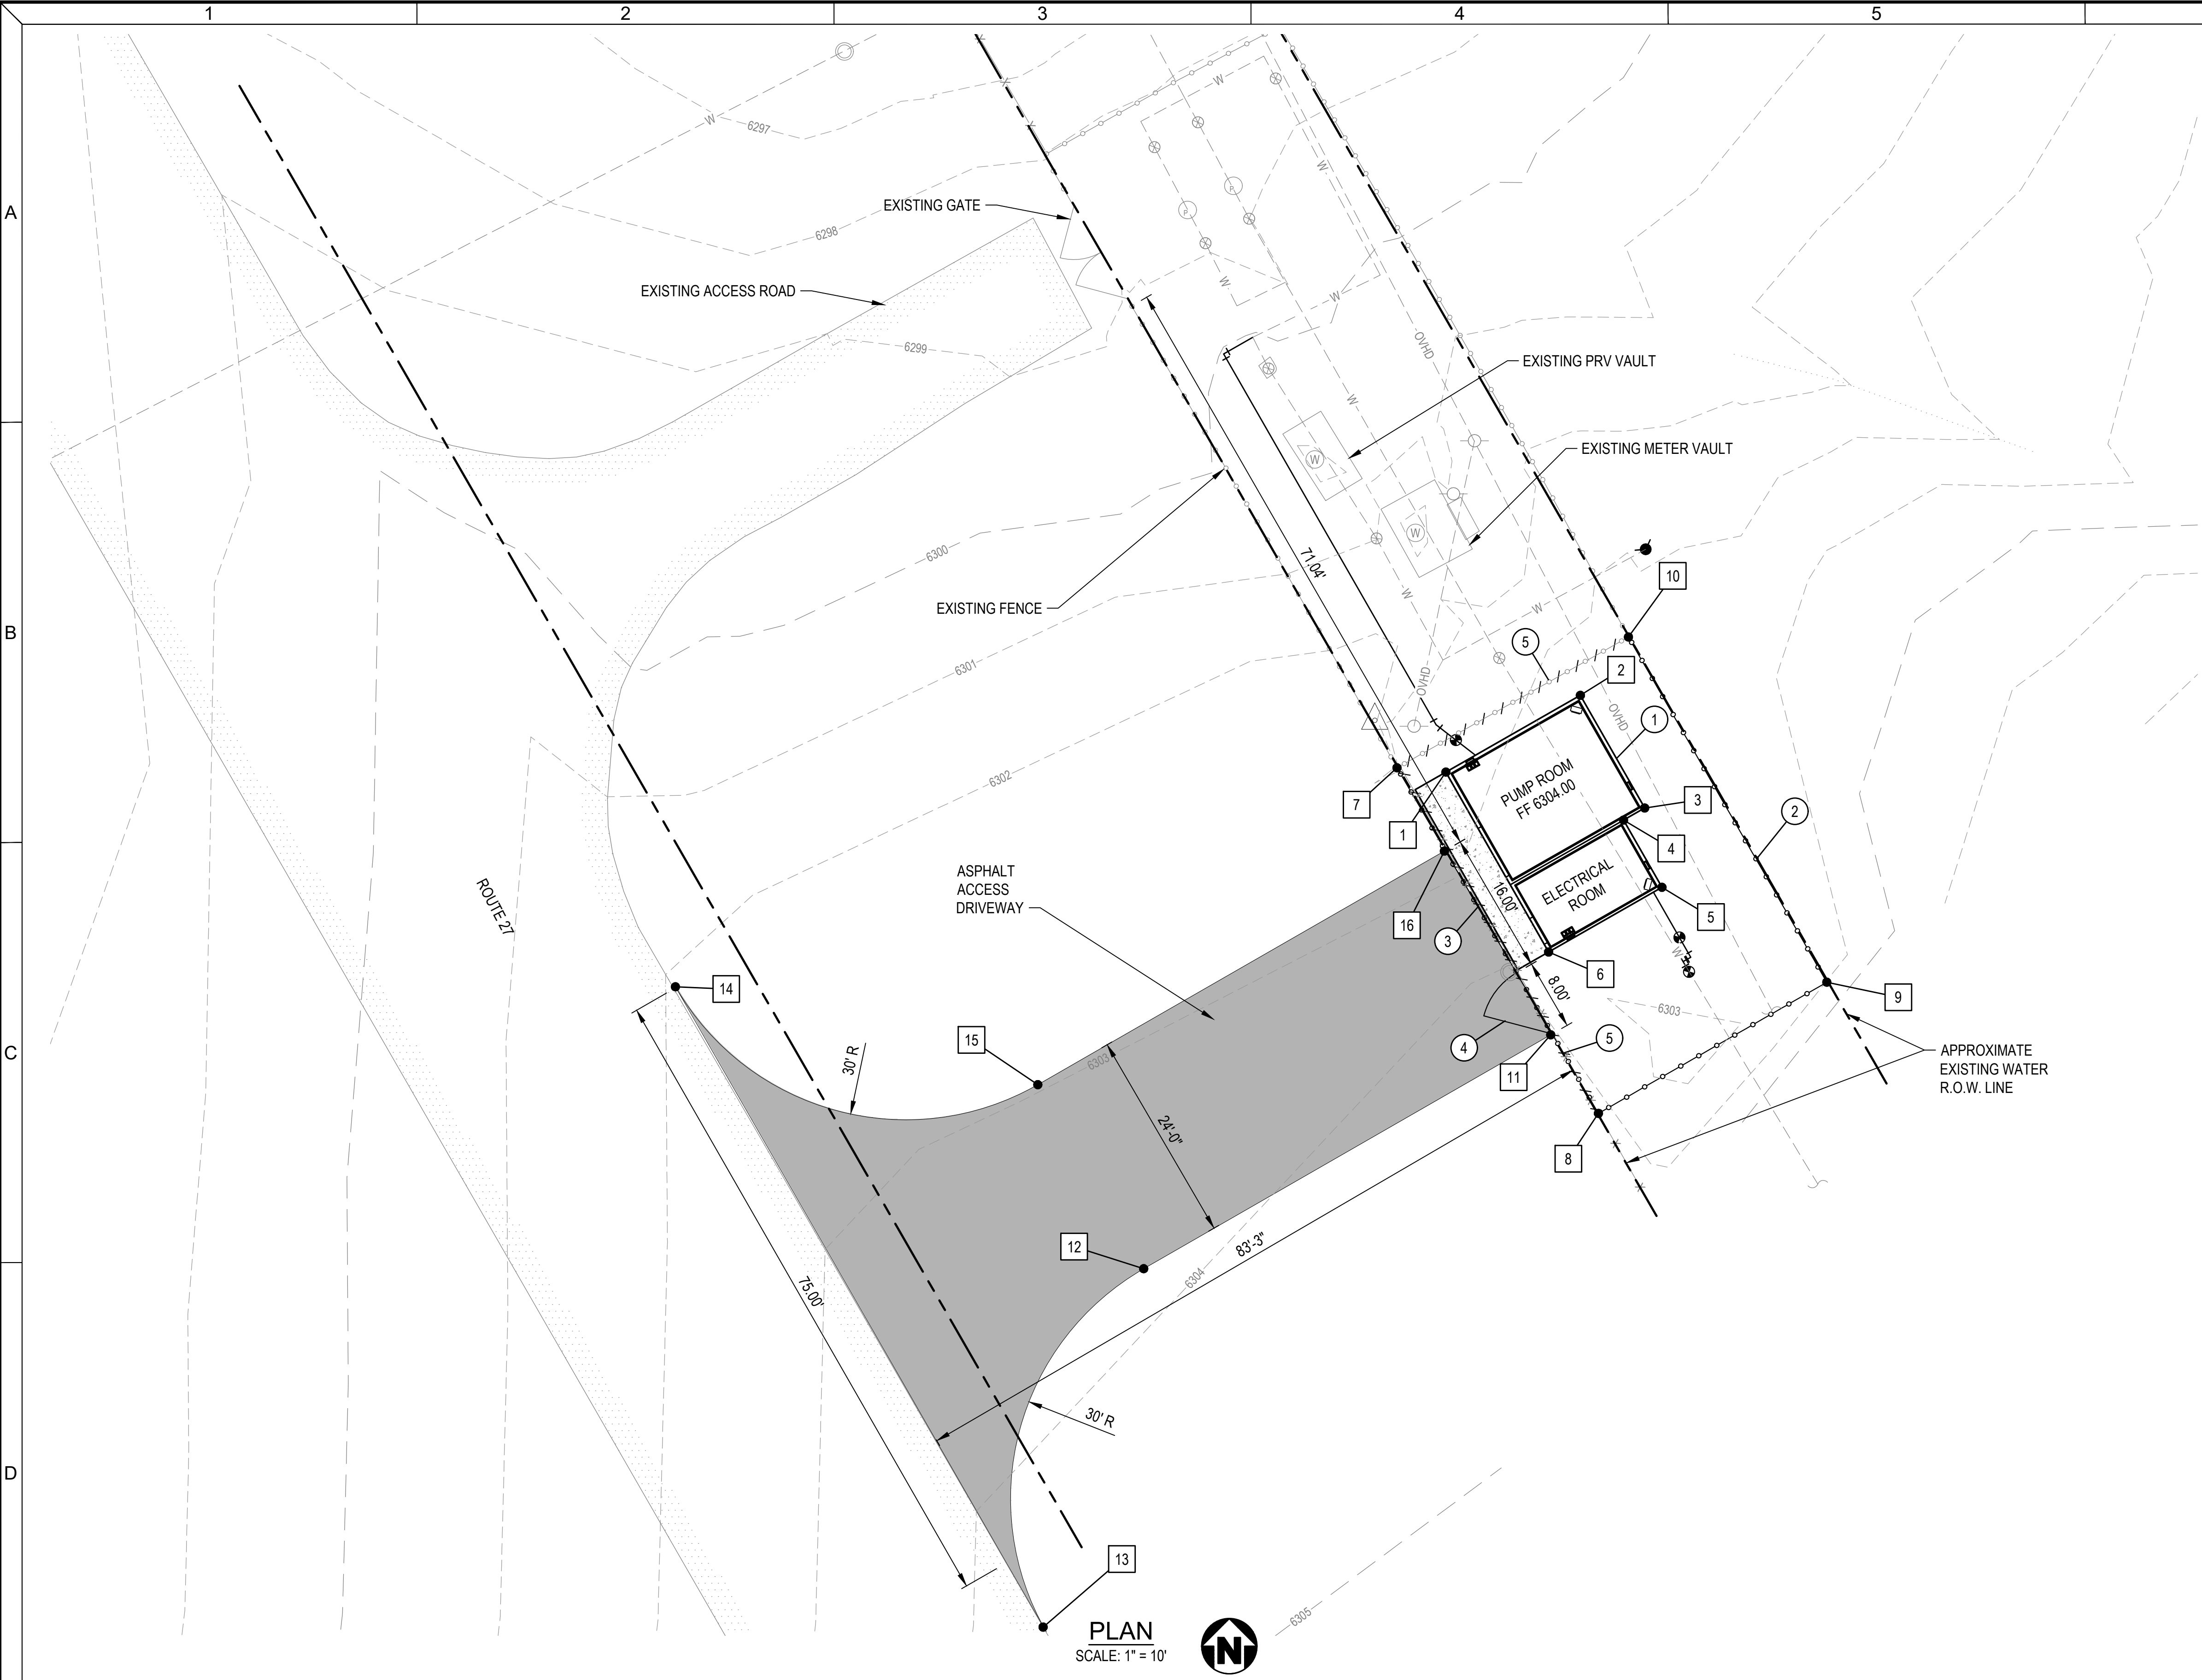 1
2
3
4
5
A
B
C
D
W
6297
EXISTING GATE
6298
EXISTING ACCESS ROAD
6299
W
W
P
P
W
W
OVHD
EXISTING PRV VAULT
W
EXISTING METER VAULT
W
W
6300
71.04'
EXISTING FENCE
W
W
10
5
6301
OVHD
2
OVHD
1
6302
PUMP ROOM
FF 6304.00
7
3
2
1
4
ASPHALT
ACCESS
DRIVEWAY
ELECTRICAL
ROOM
16.00'
ROUTE 27
16
3
5
W
6
14
8.00'
9
6303
15
4
5
30' R
6303
11
APPROXIMATE
EXISTING WATER
R.O.W. LINE
24'-0"
8
12
83'-3"
6304
75.00'
30' R
13
6305
PLAN
SCALE: 1" = 10'
N